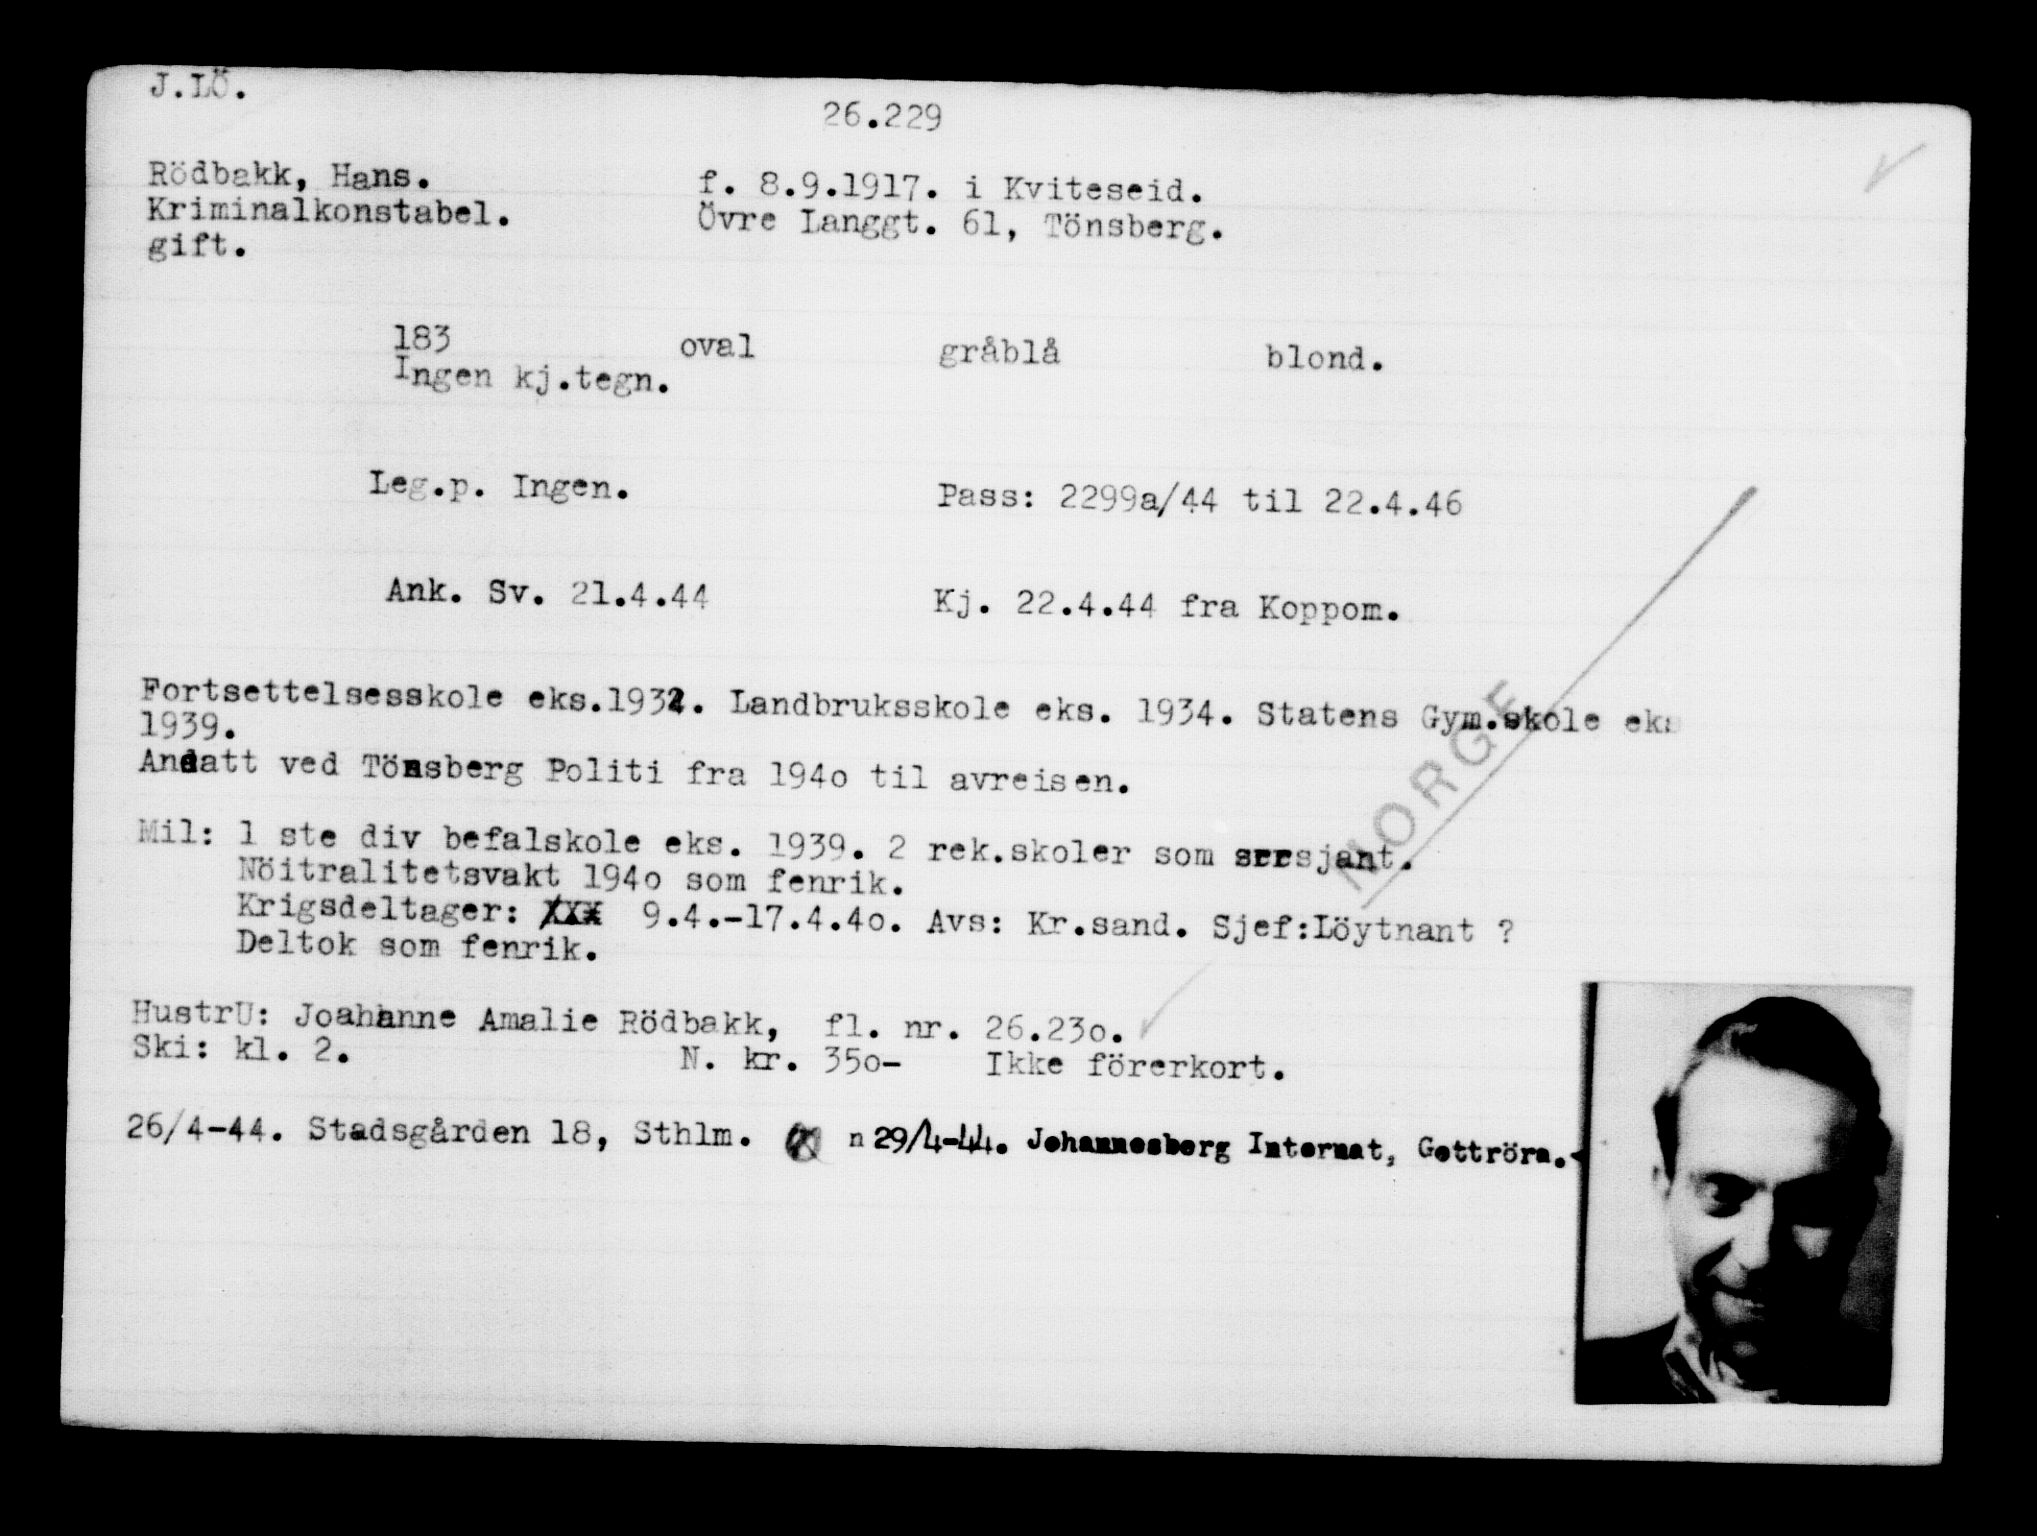 J.LÖ.
26.229
Rödbakk, Hans. f. 8.9.1917. i Kviteseid.
Kriminalkonstabel. Övre Langgt. 61, Tönsberg.
gift.
183 oval gråblå blond.
Ingen kj.tegn.
Leg.p. Ingen. Pass: 2299a/44 til 22.4.46
Ank. Sv. 21.4.44 Kj. 22.4.44 fra Koppom.
Fortsettelsesskole eks. Landbruksskole eks. 1934. Statens Gym.skole eks
1939.
ved Tönsberg Politi fra 194o til avreisen.
Mil: 1 ste div befalskole eks. 1939. 2 rek.skoler som
Nöitralitetsvakt 194o som fenrik.
Krigsdeltager: XXX 9.4.-17.4.4o. Avs: Kr.sand. Sjef:Löytnant ?
Deltok som fenrik.
HustrU: Joahanne Amalie Rödbakk, fl. nr. 26.23o.
Ski: kl. 2. N. kr. 35o- Ikke förerkort.
26/4-44. Stadsgården 18, Sthlm. n 29/4-44. Johannesberg Internat, Gottröra.
NORGE